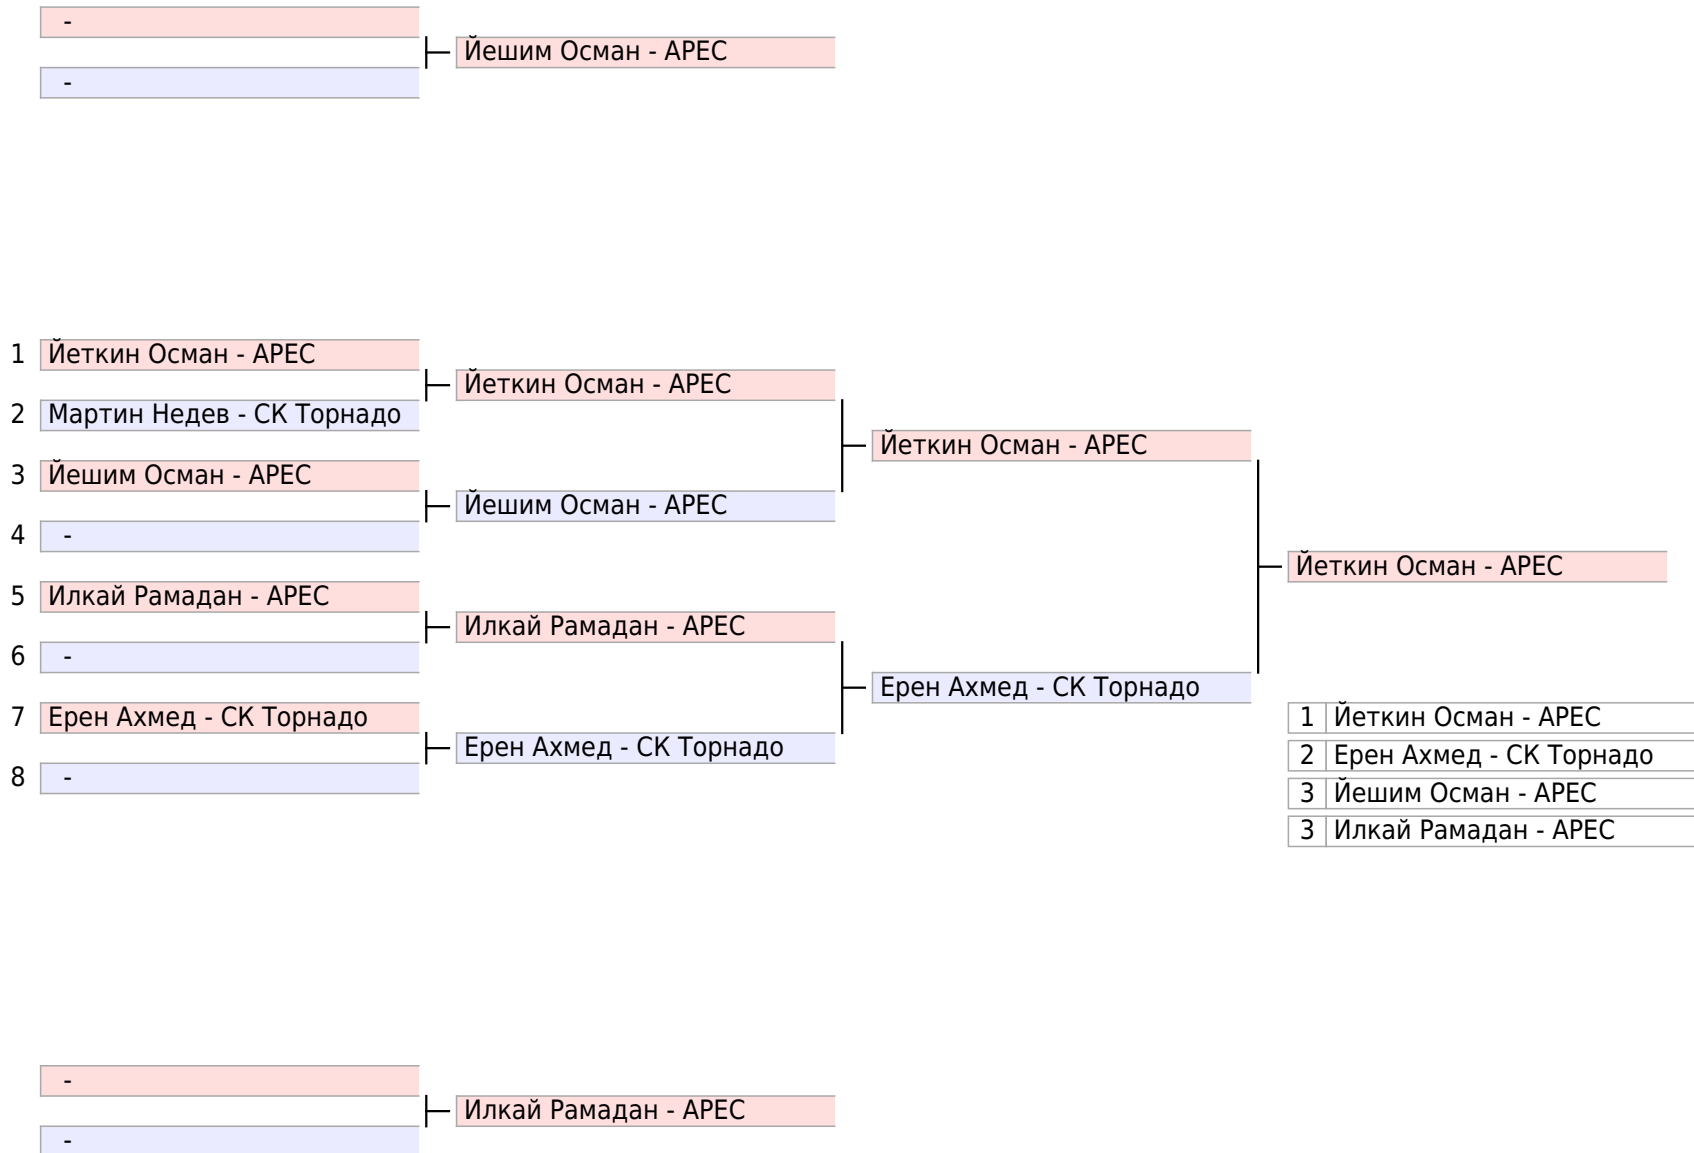 -
Йешим Осман - АРЕС
-
1 Йеткин Осман - АРЕС
Йеткин Осман - АРЕС
2 Мартин Недев - СК Торнадо
Йеткин Осман - АРЕС
3 Йешим Осман - АРЕС
Йешим Осман - АРЕС
4 -
Йеткин Осман - АРЕС
5 Илкай Рамадан - АРЕС
Илкай Рамадан - АРЕС
6 -
Ерен Ахмед - СК Торнадо
7 Ерен Ахмед - СК Торнадо
Ерен Ахмед - СК Торнадо
8 -
1 Йеткин Осман - АРЕС
2 Ерен Ахмед - СК Торнадо
3 Йешим Осман - АРЕС
3 Илкай Рамадан - АРЕС
-
Илкай Рамадан - АРЕС
-